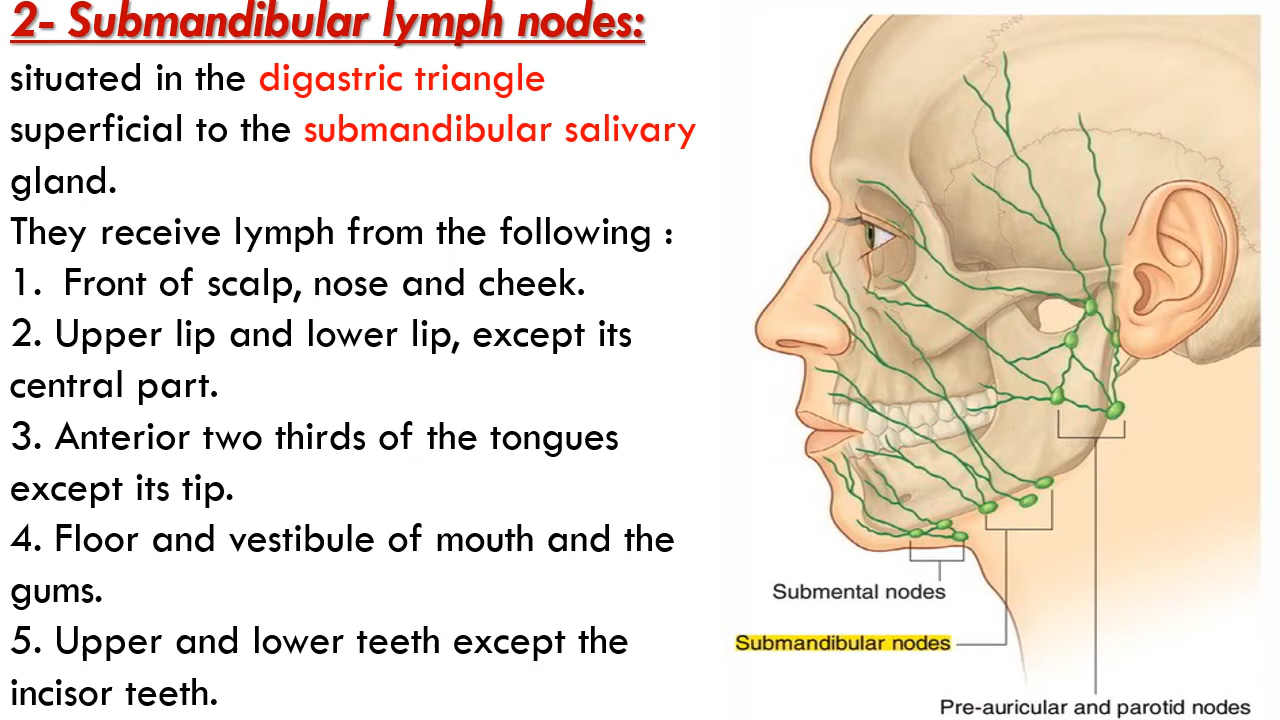 2- Submandibular lymph nodes:
situated in the digastric triangle
superficial to the submandibular salivary
gland.
They receive lymph from the following :
1. Front of scalp, nose and cheek.
2. Upper lip and lower lip, except its
central part.
3. Anterior two thirds of the tongues
except its tip.
4. Floor and vestibule of mouth and the
gums.
5. Upper and lower teeth except the
incisor teeth.
Submental nodes
Submandibular nodes
Pre-auricular and parotid nodes